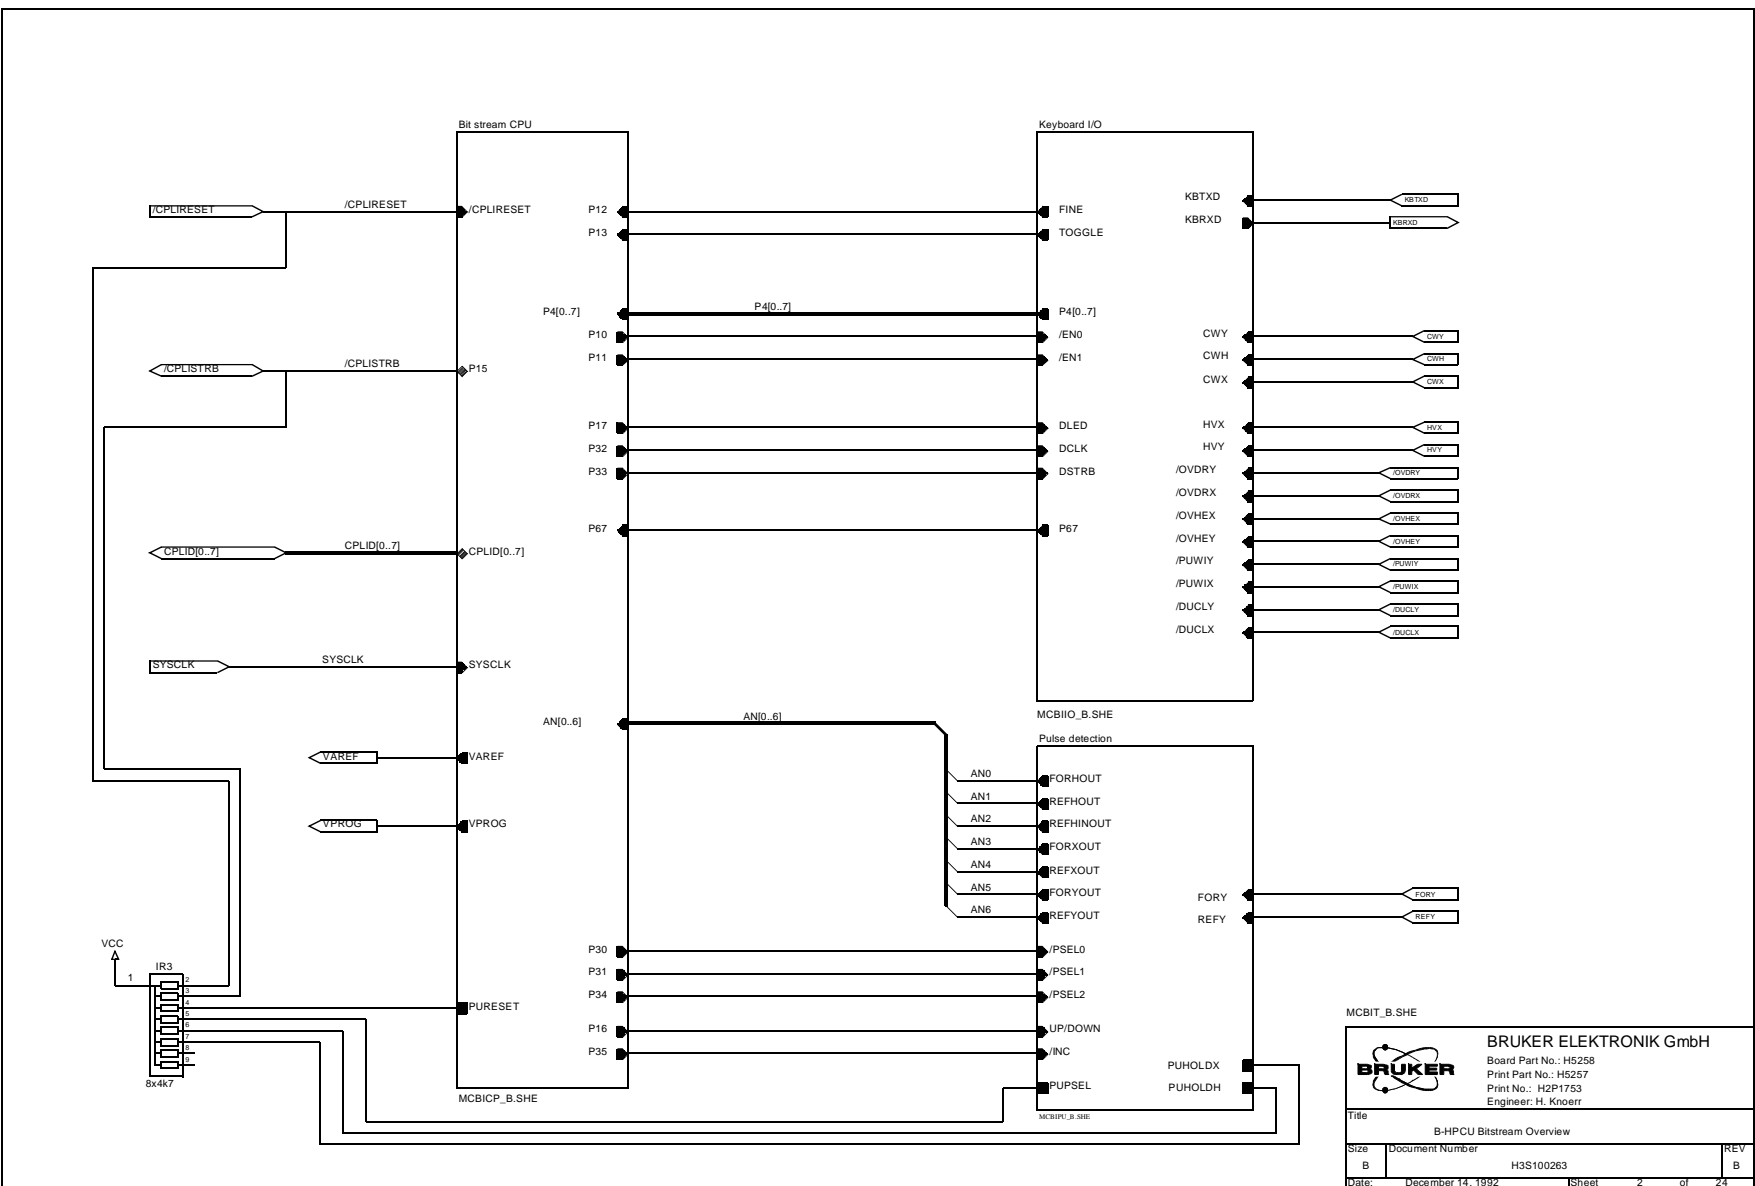 Bit stream CPU
/CPLIRESET
/CPLIRESET
/CPLIRESET
/CPLISTRB
/CPLISTRB
P15
CPLID[0..7]
CPLID[0..7]
CPLID[0..7]
SYSCLK
SYSCLK
SYSCLK
VAREF
VAREF
VPROG
VPROG
PURESET
P12
P13
P4[0..7]
P10
P11
P17
P32
P33
P67
AN[0..6]
P30
P31
P34
P16
P35
MCBICP_B.SHE
P4[0..7]
AN[0..6]
Keyboard I/O
FINE
TOGGLE
P4[0..7]
/EN0
/EN1
DLED
DCLK
DSTRB
P67
KBTXD
KBRXD
CWY
CWH
CWX
HVX
HVY
/OVDRY
/OVDRX
/OVHEX
/OVHEY
/PUWIY
/PUWIX
/DUCLY
/DUCLX
KBTXD
KBRXD
CWY
CWH
CWX
HVX
HVY
/OVDRY
/OVDRX
/OVHEX
/OVHEY
/PUWIY
/PUWIX
/DUCLY
/DUCLX
MCBIIO_B.SHE
Pulse detection
AN0
AN1
AN2
AN3
AN4
AN5
AN6
FORHOUT
REFHOUT
REFHINOUT
FORXOUT
REFXOUT
FORYOUT
REFYOUT
/PSEL0
/PSEL1
/PSEL2
UP/DOWN
/INC
PUPSEL
FORY
REFY
PUHOLDX
PUHOLDH
FORY
REFY
MCBIPU_B.SHE
VCC
1
IR3
2
3
4
5
6
7
8
9
8x4k7
MCBIT_B.SHE
BRUKER
BRUKER ELEKTRONIK GmbH
Board Part No.: H5258
Print Part No.: H5257
Print No.: H2P1753
Engineer: H. Knoerr
Title
B-HPCU Bitstream Overview
Size Document Number REV
B H3S100263 B
Date: December 14, 1992 Sheet 2 of 24